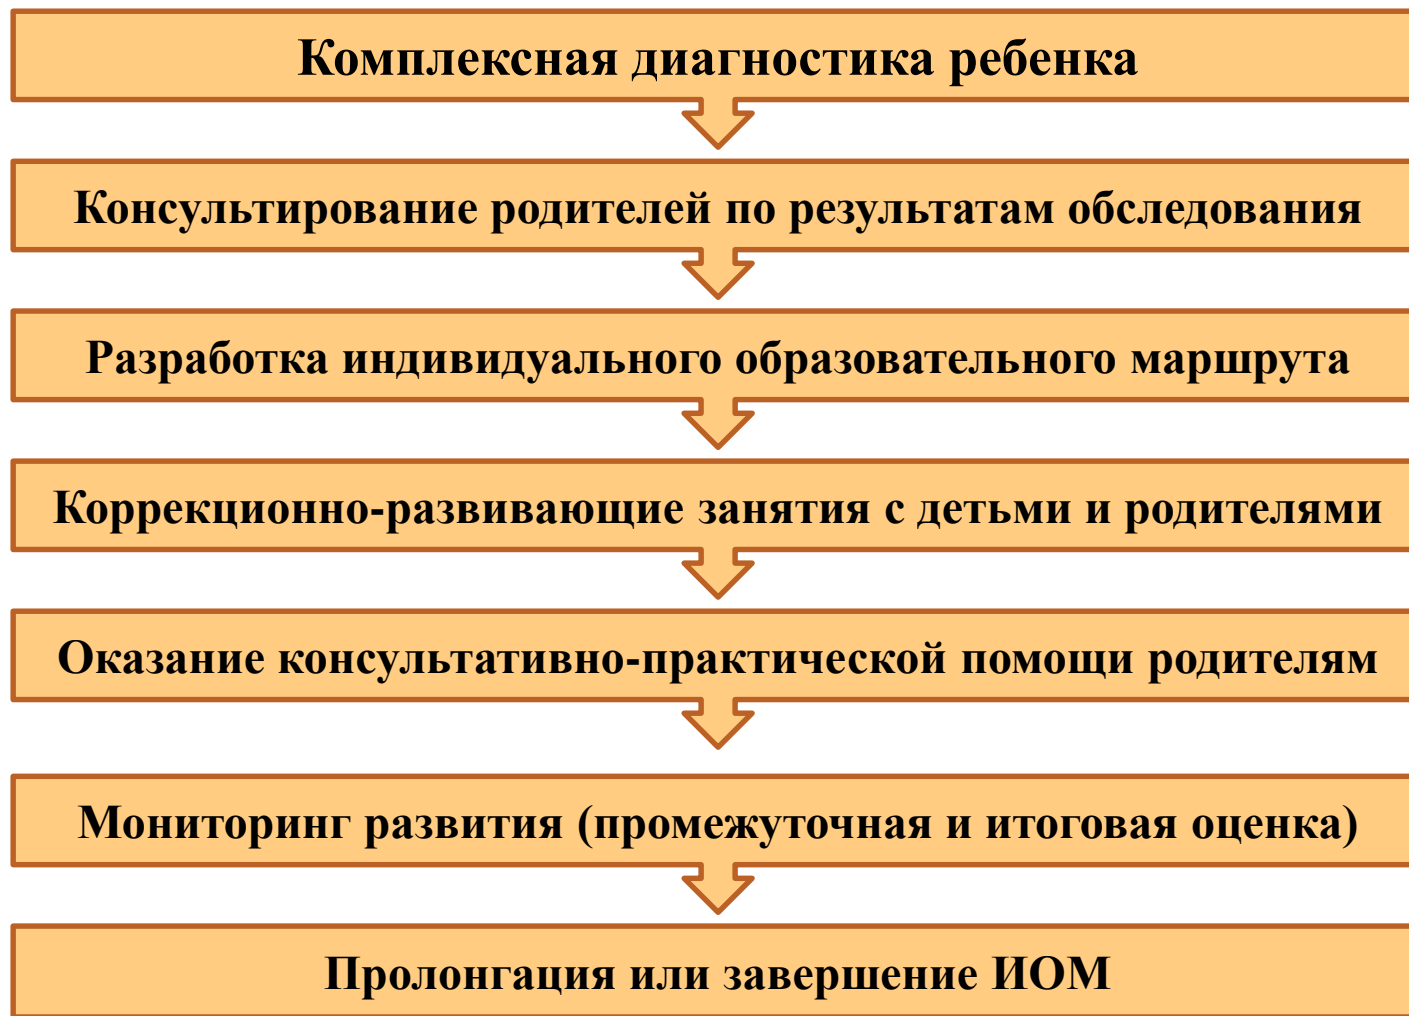 Комплексная диагностика ребенка
Консультирование родителей по результатам обследования
Разработка индивидуального образовательного маршрута
Коррекционно-развивающие занятия с детьми и родителями
Оказание консультативно-практической помощи родителям
Мониторинг развития (промежуточная и итоговая оценка)
Пролонгация или завершение ИОМ